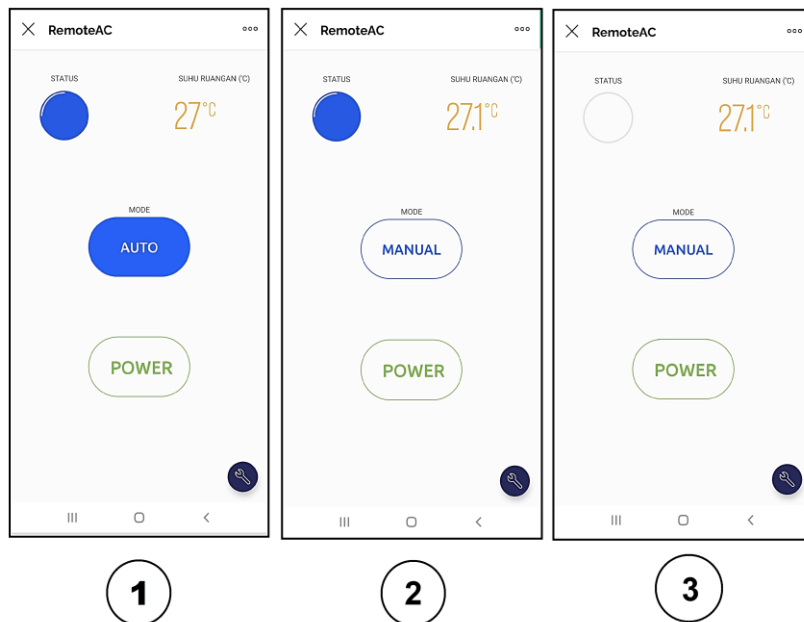 RemoteAC
STATUS
SUHU RUANGAN (°C)
27°C
MODE
AUTO
POWER
1
RemoteAC
STATUS
SUHU RUANGAN (°C)
27.1°C
MODE
MANUAL
POWER
2
RemoteAC
STATUS
SUHU RUANGAN (°C)
27.1°C
MODE
MANUAL
POWER
3